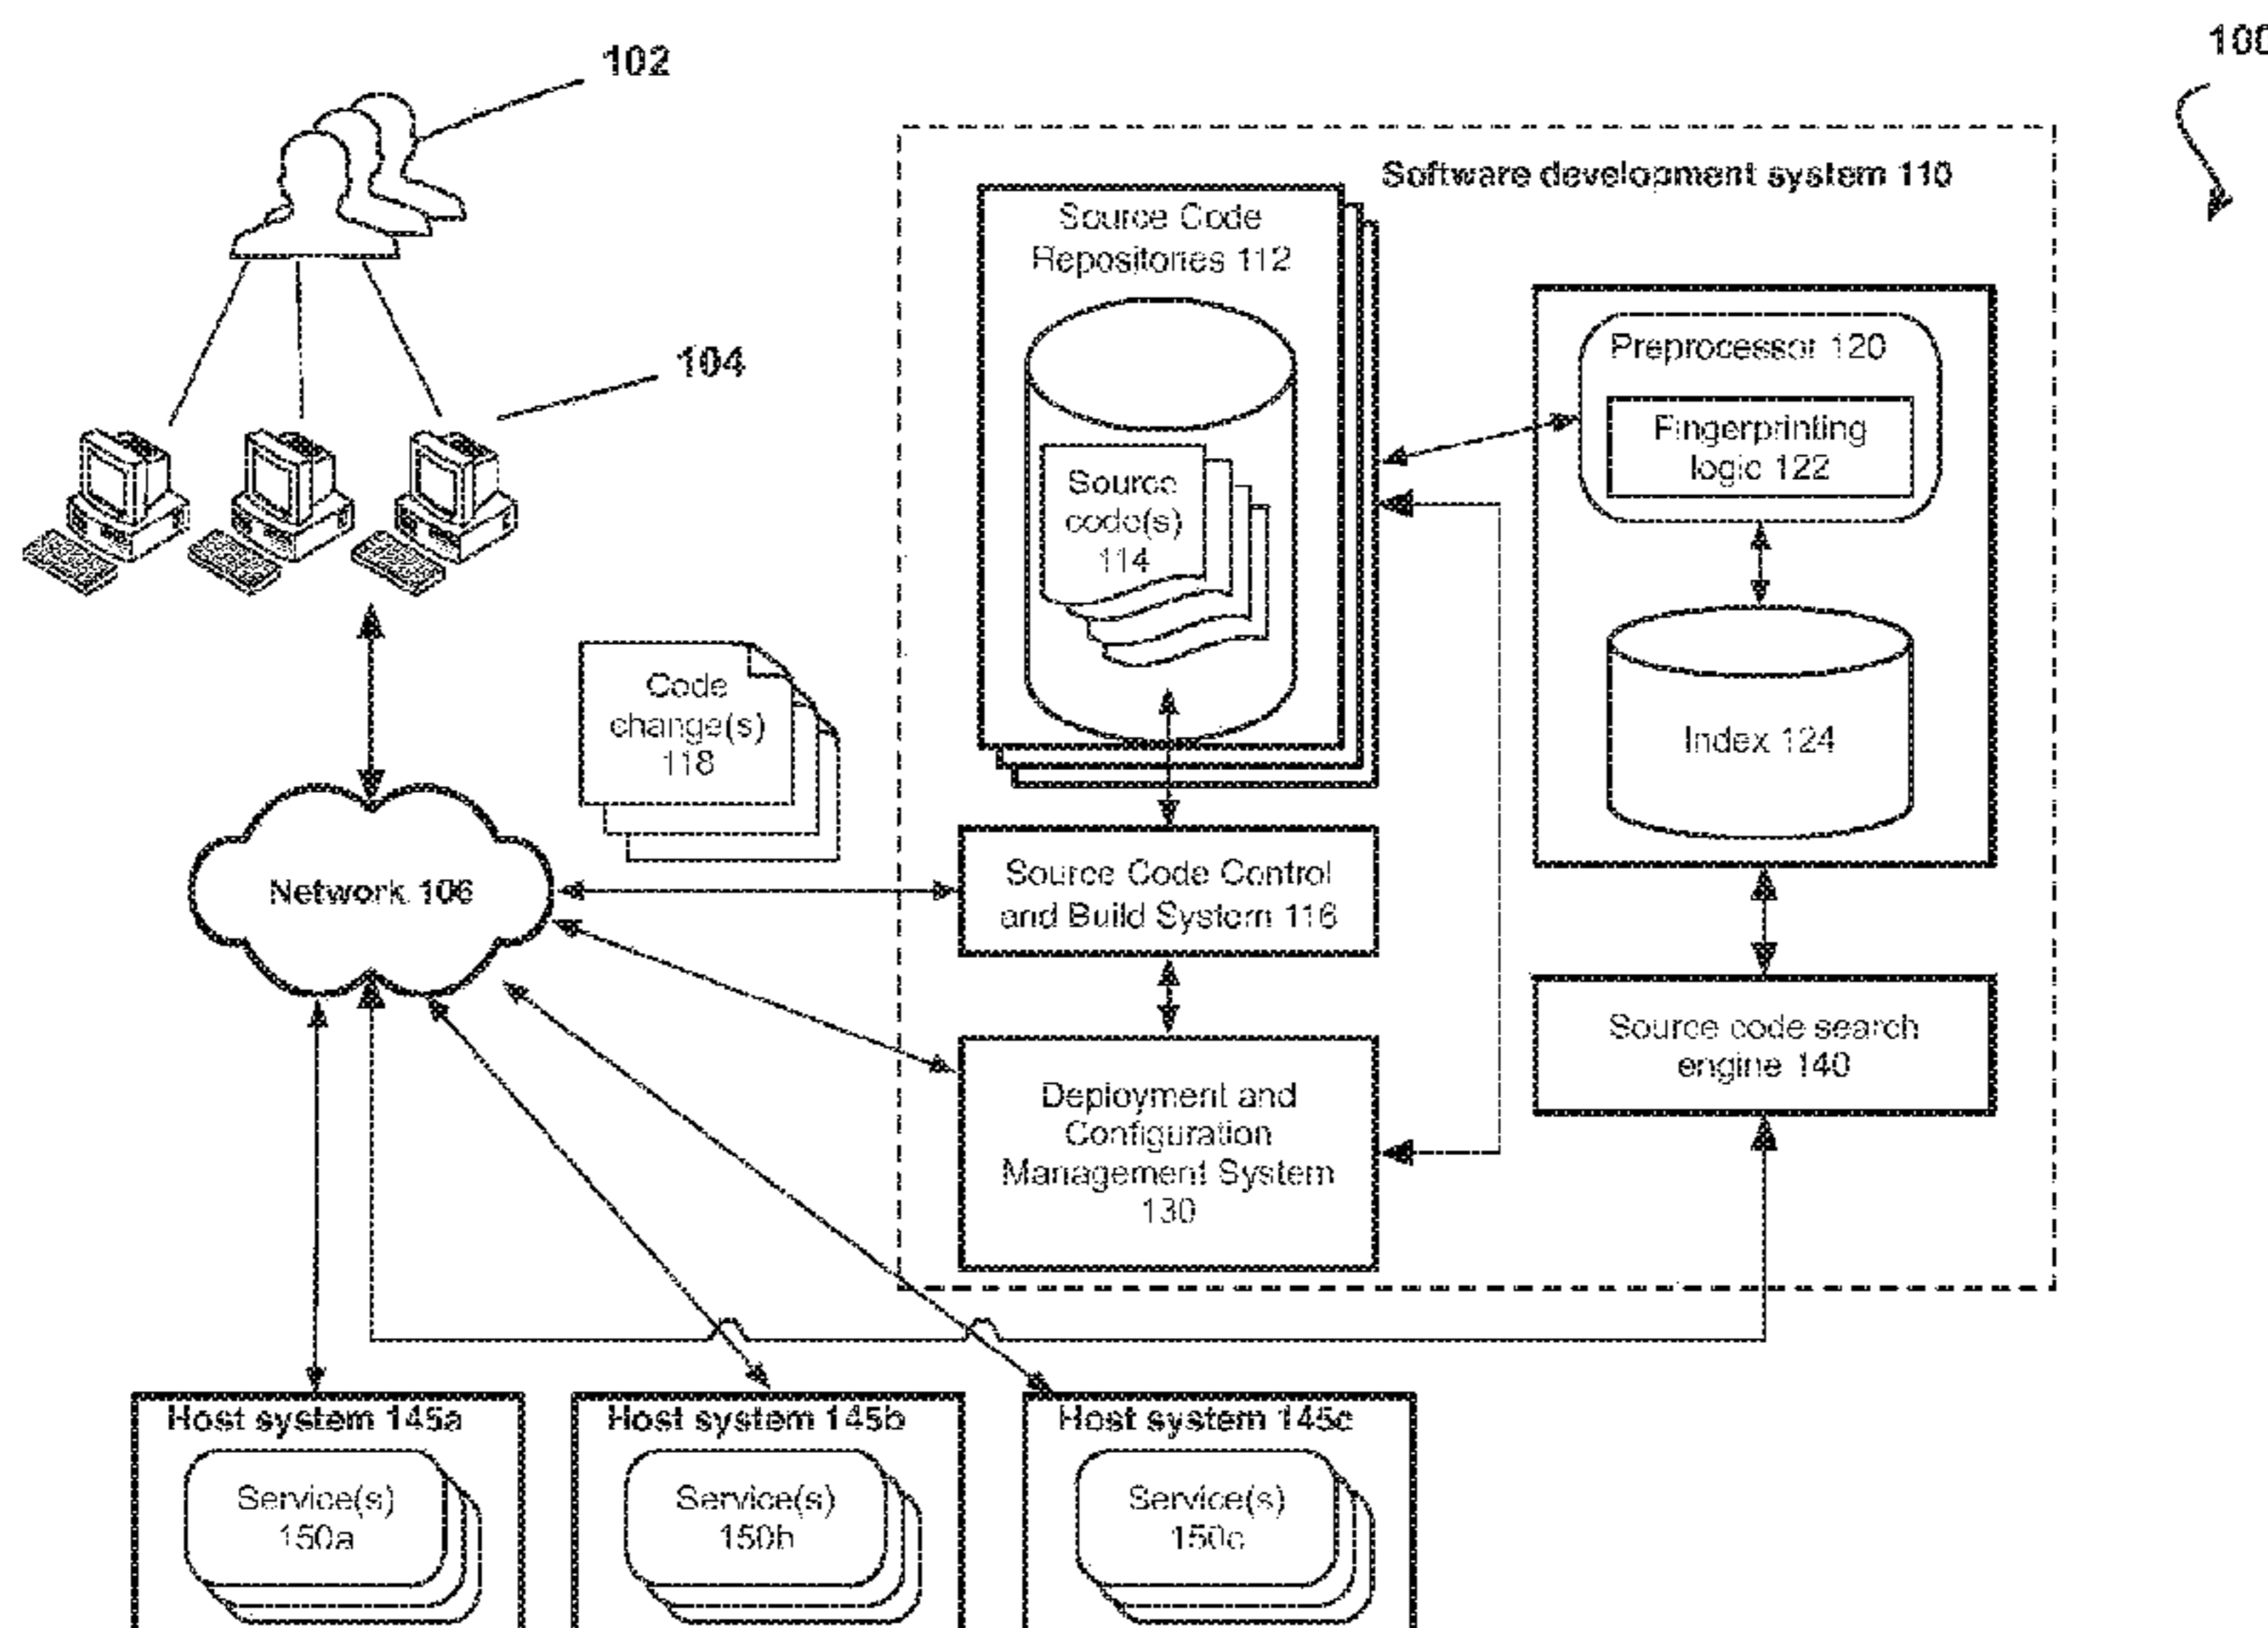 102
100
Software development system 110
Source Code
Repositories 112
104
Preprocessor 120
Fingerprinting
logic 122
Source
code(s)
114
Code
change(s)
118
Index 124
Network 106
Source Code Control
and Build System 116
Source code search
engine 140
Deployment and
Configuration
Management System
130
Host system 145a
Host system 145b
Host system 145c
Service(s)
150a
Service(s)
150b
Service(s)
150c